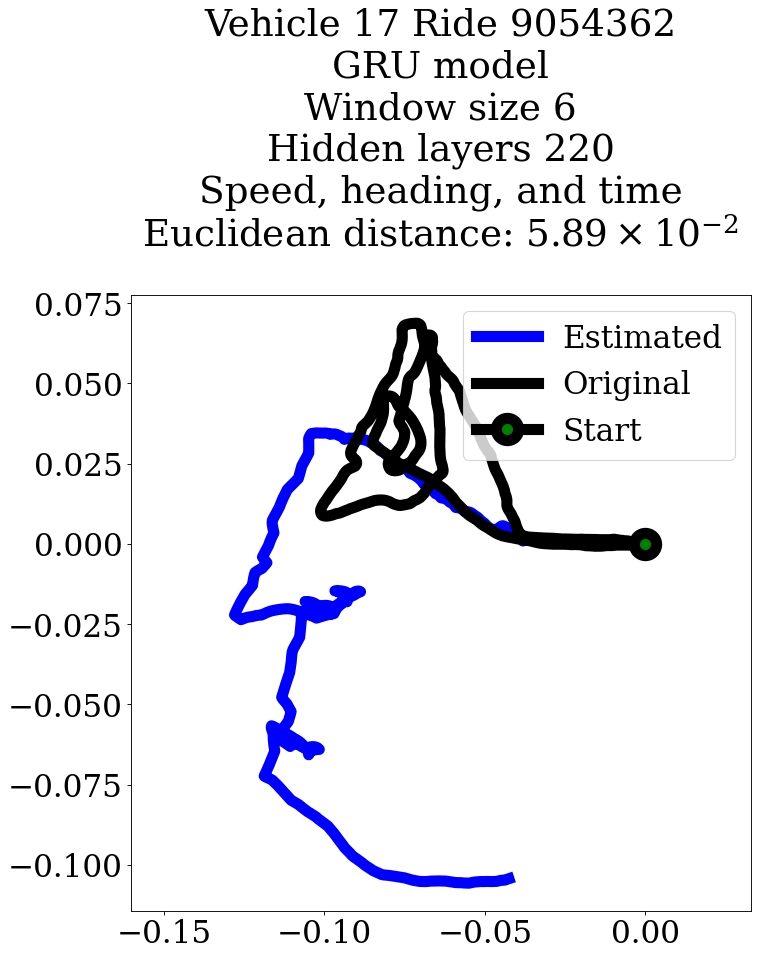 Vehicle 17 Ride 9054362
GRU model
Window size 6
Hidden layers 220
Speed, heading, and time
Euclidean distance: 5.89 × 10⁻²
Estimated
Original
Start
0.075
0.050
0.025
0.000
−0.025
−0.050
−0.075
−0.100
−0.15 −0.10 −0.05 0.00